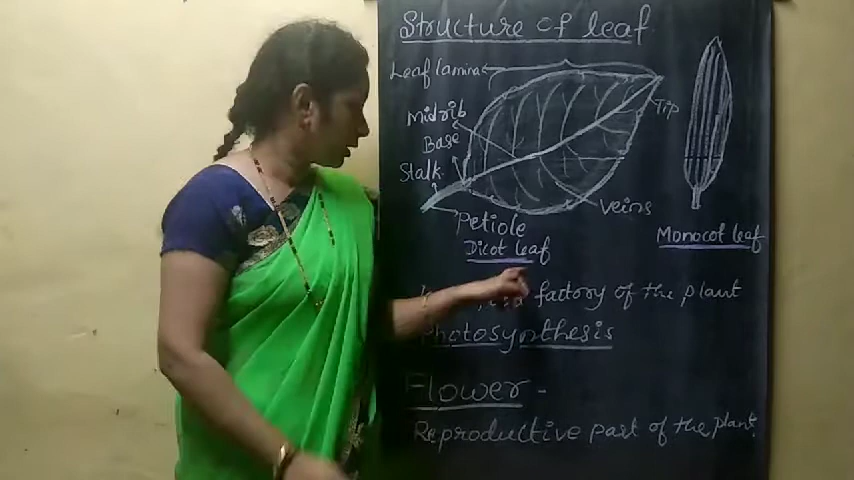 Structure of leaf
Leaf lamina
Midrib
Base
Stalk
Tip
Petiole
Veins
Dicot leaf
Monocot leaf
factory of the plant
Photosynthesis
Flower -
Reproductive part of the plant.